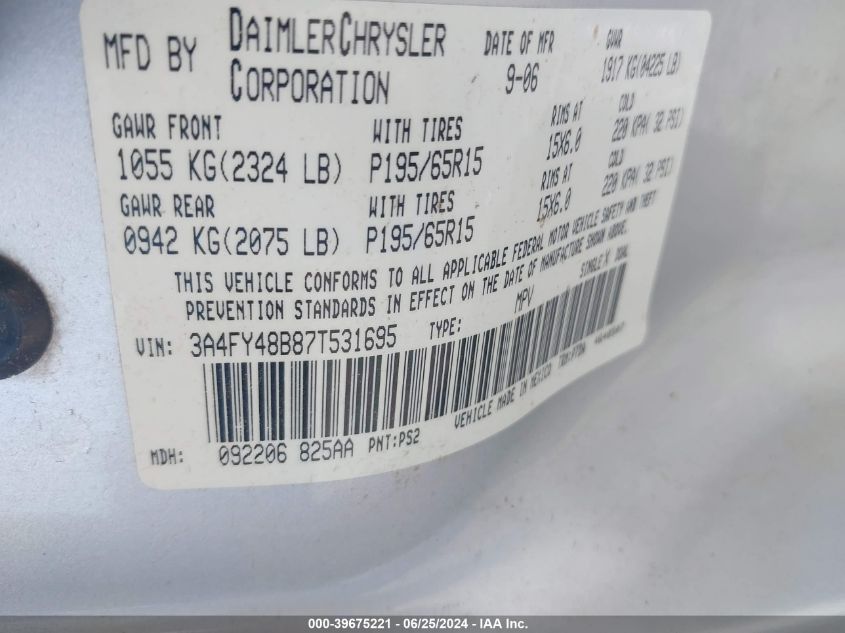 MFD BY DAIMLERCHRYSLER CORPORATION DATE OF MFR 9-06 GVWR 1917 KG(04225 LB)
GAWR FRONT WITH TIRES RIMS AT COLD
1055 KG(2324 LB) P195/65R15 15X6.0 220 KPA( 32 PSI)
GAWR REAR WITH TIRES RIMS AT COLD
0942 KG(2075 LB) P195/65R15 15X6.0 220 KPA( 32 PSI)
THIS VEHICLE CONFORMS TO ALL APPLICABLE FEDERAL MOTOR VEHICLE SAFETY AND THEFT
PREVENTION STANDARDS IN EFFECT ON THE DATE OF MANUFACTURE SHOWN ABOVE.
VIN: 3A4FY48B87T531695 TYPE: MPV SINGLE X DUAL
MDH: 092206 825AA PNT:PS2 VEHICLE MADE IN MEXICO
000-39675221 - 06/25/2024 - IAA Inc.